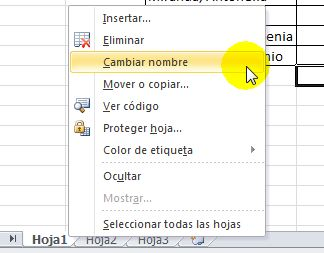 Insertar...
Eliminar
enia
Cambiar nombre
nio
Mover o copiar...
Ver código
Proteger hoja...
Color de etiqueta
Ocultar
Mostrar...
Seleccionar todas las hojas
Hoja1 Hoja2 Hoja3